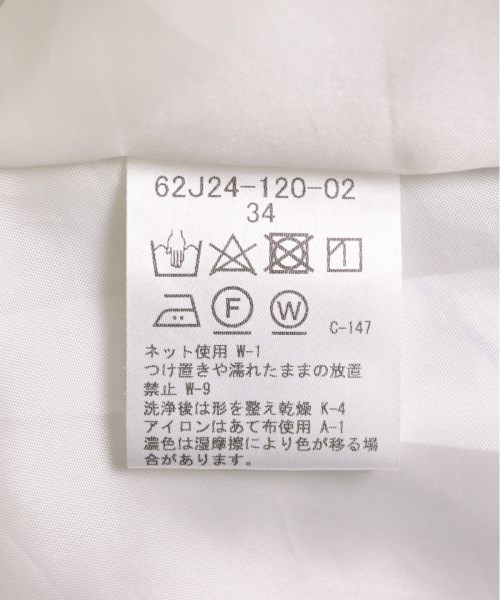 62J24-120-02
34
F W
C-147
ネット使用 W-1
つけ置きや濡れたままの放置
禁止 W-9
洗浄後は形を整え乾燥 K-4
アイロンはあて布使用 A-1
濃色は湿摩擦により色が移る場
合があります。